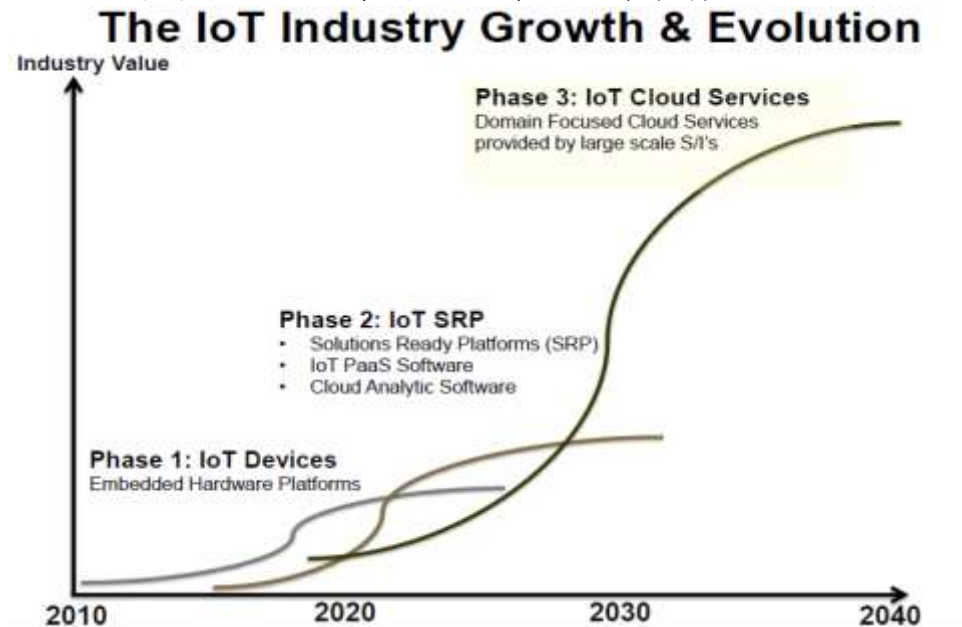 The IoT Industry Growth & Evolution
Industry Value
Phase 3: IoT Cloud Services
Domain Focused Cloud Services
provided by large scale S/I's
Phase 2: IoT SRP
• Solutions Ready Platforms (SRP)
• IoT PaaS Software
• Cloud Analytic Software
Phase 1: IoT Devices
Embedded Hardware Platforms
2010 2020 2030 2040